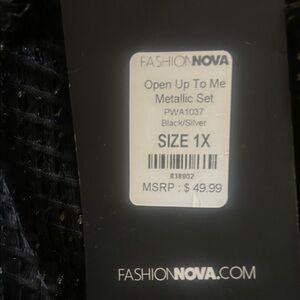 FASHIONNOVA
Open Up To Me
Metallic Set
PWA1037
Black/Silver
SIZE 1X
838902
MSRP : $ 49.99
FASHIONNOVA.COM